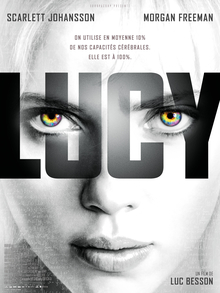 SCARLETT JOHANSSON MORGAN FREEMAN
ON UTILISE EN MOYENNE 10%
DE NOS CAPACITÉS CÉRÉBRALES.
ELLE EST À 100%.
LUCY
UN FILM DE
LUC BESSON